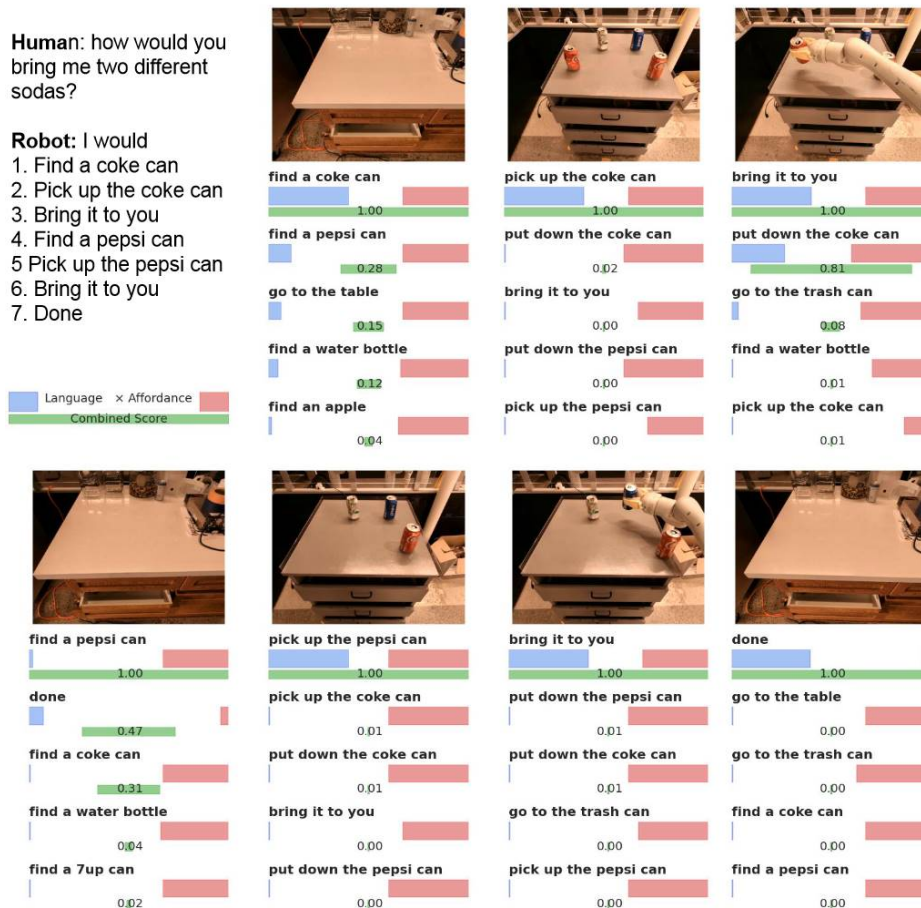 Human: how would you
bring me two different
sodas?
Robot: I would
1. Find a coke can
2. Pick up the coke can
3. Bring it to you
4. Find a pepsi can
5 Pick up the pepsi can
6. Bring it to you
7. Done
Language × Affordance
Combined Score
find a coke can
1.00
find a pepsi can
0.28
go to the table
0.15
find a water bottle
0.12
find an apple
0.04
pick up the coke can
1.00
put down the coke can
0.02
bring it to you
0.00
put down the pepsi can
0.00
pick up the pepsi can
0.00
bring it to you
1.00
put down the coke can
0.81
go to the trash can
0.08
find a water bottle
0.01
pick up the coke can
0.01
find a pepsi can
1.00
done
0.47
find a coke can
0.31
find a water bottle
0.04
find a 7up can
0.02
pick up the pepsi can
1.00
pick up the coke can
0.01
put down the coke can
0.01
bring it to you
0.00
put down the pepsi can
0.00
bring it to you
1.00
put down the pepsi can
0.01
put down the coke can
0.01
go to the trash can
0.00
pick up the pepsi can
0.00
done
1.00
go to the table
0.00
go to the trash can
0.00
find a coke can
0.00
find a pepsi can
0.00